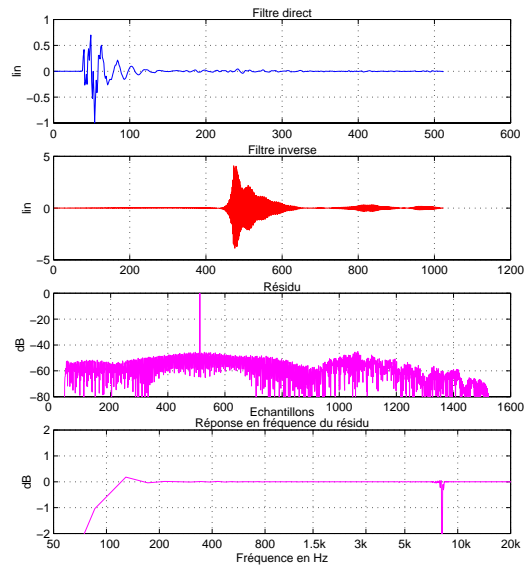 Filtre direct
1
0.5
0
−0.5
−1
lin
0 100 200 300 400 500 600
Filtre inverse
5
0
−5
lin
0 200 400 600 800 1000 1200
Résidu
0
−20
−40
−60
−80
dB
0 200 400 600 800 1000 1200 1400 1600
Echantillons
Réponse en fréquence du résidu
2
1
0
−1
−2
dB
50 100 200 400 800 1.5k 3k 5k 10k 20k
Fréquence en Hz